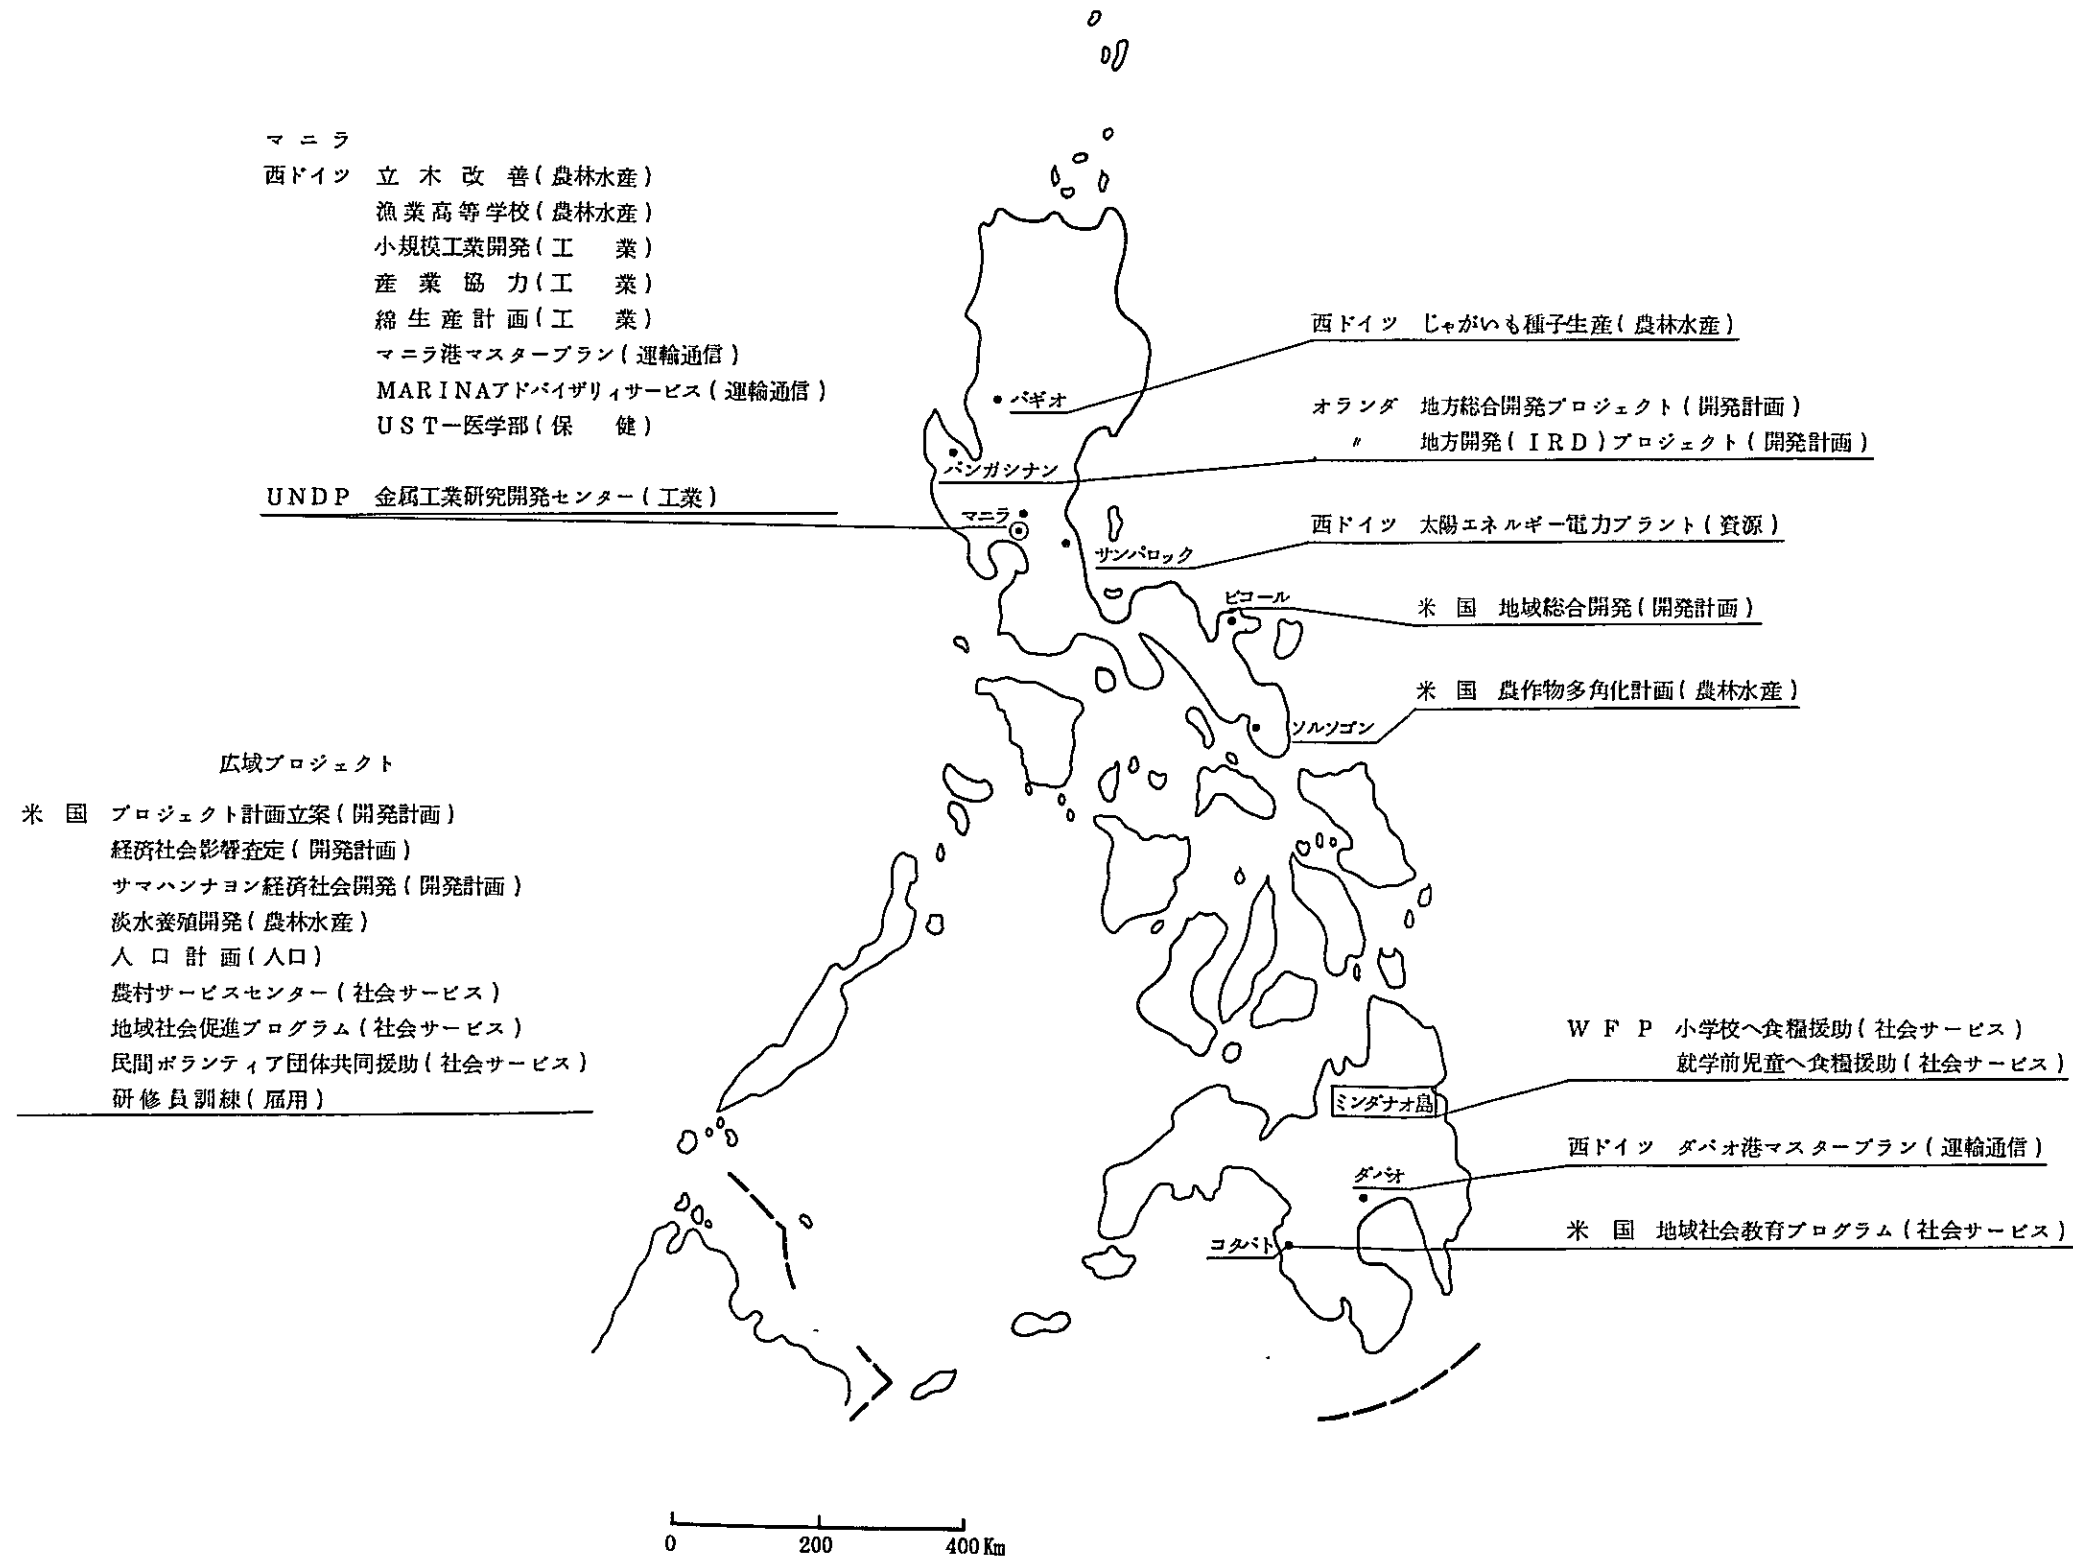 マニラ
西ドイツ 立木改善(農林水産)
漁業高等学校(農林水産)
小規模工業開発(工業)
産業協力(工業)
綿生産計画(工業)
マニラ港マスタープラン(運輸通信)
MARINAアドバイザリィサービス(運輸通信)
UST－医学部(保健)
UNDP 金属工業研究開発センター(工業)
広域プロジェクト
米国 プロジェクト計画立案(開発計画)
経済社会影響査定(開発計画)
サマハンナヨン経済社会開発(開発計画)
淡水養殖開発(農林水産)
人口計画(人口)
農村サービスセンター(社会サービス)
地域社会促進プログラム(社会サービス)
民間ボランティア団体共同援助(社会サービス)
研修員訓練(雇用)
バギオ
パンガシナン
マニラ
サンパロック
ビコール
ソルソゴン
ミンダナオ島
ダバオ
コタバト
西ドイツ じゃがいも種子生産(農林水産)
オランダ 地方総合開発プロジェクト(開発計画)
〃 地方開発(IRD)プロジェクト(開発計画)
西ドイツ 太陽エネルギー電力プラント(資源)
米国 地域総合開発(開発計画)
米国 農作物多角化計画(農林水産)
WFP 小学校へ食糧援助(社会サービス)
就学前児童へ食糧援助(社会サービス)
西ドイツ ダバオ港マスタープラン(運輸通信)
米国 地域社会教育プログラム(社会サービス)
0 200 400Km